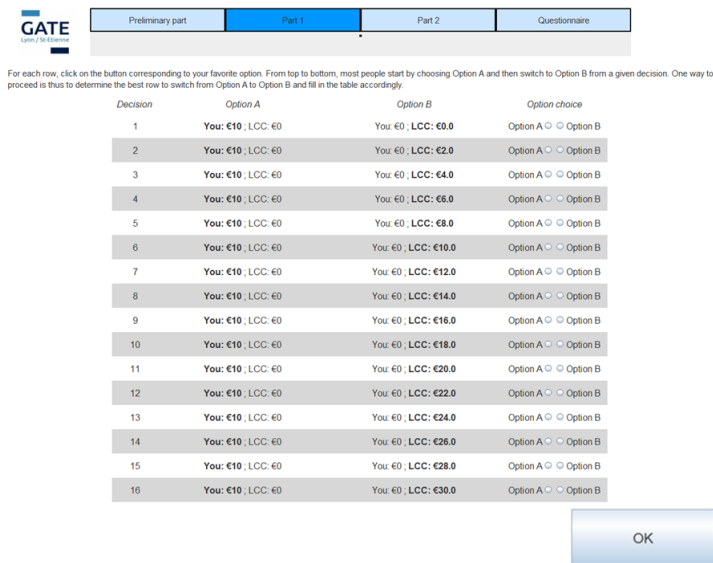 GATE
Lyon / St-Etienne
Preliminary part Part 1 Part 2 Questionnaire
For each row, click on the button corresponding to your favorite option. From top to bottom, most people start by choosing Option A and then switch to Option B from a given decision. One way to
proceed is thus to determine the best row to switch from Option A to Option B and fill in the table accordingly.
Decision Option A Option B Option choice
1 You: €10 ; LCC: €0 You: €0 ; LCC: €0.0 Option A Option B
2 You: €10 ; LCC: €0 You: €0 ; LCC: €2.0 Option A Option B
3 You: €10 ; LCC: €0 You: €0 ; LCC: €4.0 Option A Option B
4 You: €10 ; LCC: €0 You: €0 ; LCC: €6.0 Option A Option B
5 You: €10 ; LCC: €0 You: €0 ; LCC: €8.0 Option A Option B
6 You: €10 ; LCC: €0 You: €0 ; LCC: €10.0 Option A Option B
7 You: €10 ; LCC: €0 You: €0 ; LCC: €12.0 Option A Option B
8 You: €10 ; LCC: €0 You: €0 ; LCC: €14.0 Option A Option B
9 You: €10 ; LCC: €0 You: €0 ; LCC: €16.0 Option A Option B
10 You: €10 ; LCC: €0 You: €0 ; LCC: €18.0 Option A Option B
11 You: €10 ; LCC: €0 You: €0 ; LCC: €20.0 Option A Option B
12 You: €10 ; LCC: €0 You: €0 ; LCC: €22.0 Option A Option B
13 You: €10 ; LCC: €0 You: €0 ; LCC: €24.0 Option A Option B
14 You: €10 ; LCC: €0 You: €0 ; LCC: €26.0 Option A Option B
15 You: €10 ; LCC: €0 You: €0 ; LCC: €28.0 Option A Option B
16 You: €10 ; LCC: €0 You: €0 ; LCC: €30.0 Option A Option B
OK